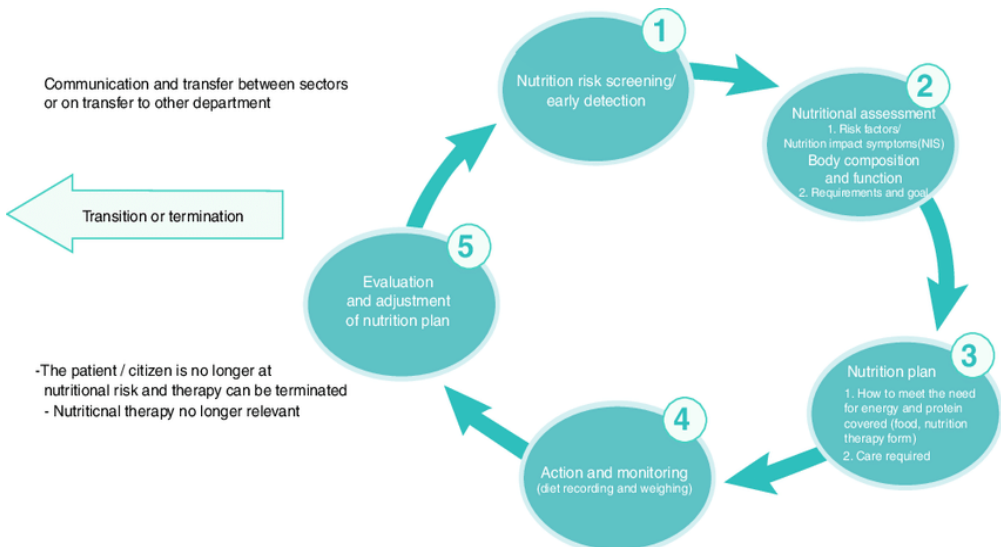 Communication and transfer between sectors
or on transfer to other department
Transition or termination
-The patient / citizen is no longer at
nutritional risk and therapy can be terminated
- Nutriticnal therapy no longer relevant
1
Nutrition risk screening/
early detection
2
Nutritional assessment
1. Risk factors/
Nutrition impact symptoms(NIS)
Body composition
and function
2. Requirements and goal
3
Nutrition plan
1. How to meet the need
for energy and protein
covered (food, nutrition
therapy form)
2. Care required
4
Action and monitoring
(diet recording and weighing)
5
Evaluation
and adjustment
of nutrition plan